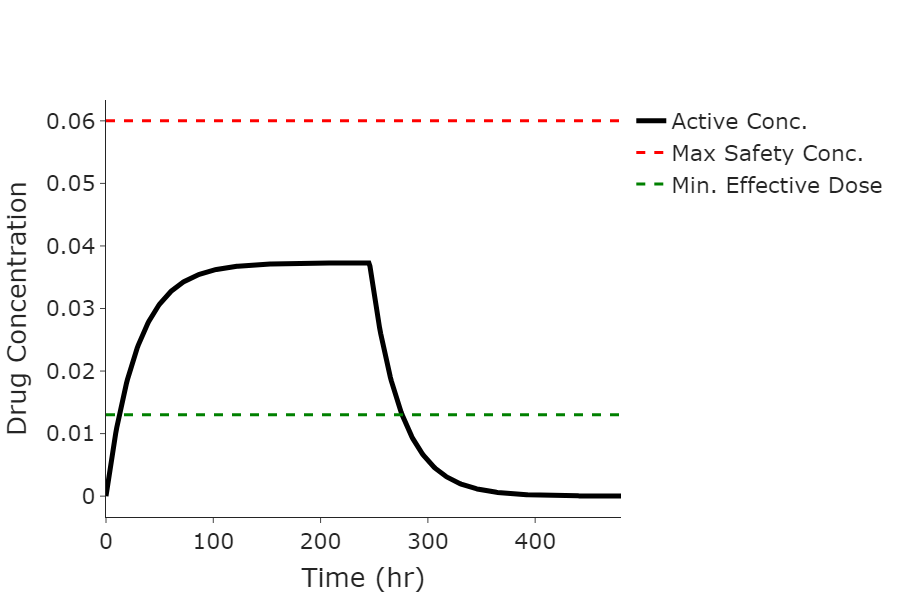 0.06
0.05
0.04
0.03
0.02
0.01
0
Drug Concentration
0 100 200 300 400
Time (hr)
Active Conc.
Max Safety Conc.
Min. Effective Dose